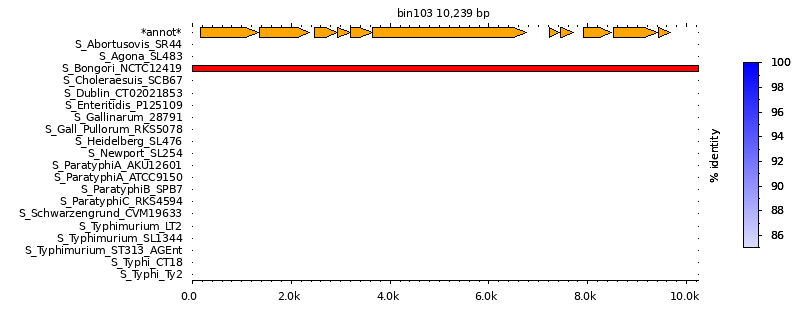 bin103 10,239 bp
*annot*
S_Abortusovis_SR44
S_Agona_SL483
S_Bongori_NCTC12419
S_Choleraesuis_SCB67
S_Dublin_CT02021853
S_Enteritidis_P125109
S_Gallinarum_28791
S_Gall_Pullorum_RKS5078
S_Heidelberg_SL476
S_Newport_SL254
S_ParatyphiA_AKU12601
S_ParatyphiA_ATCC9150
S_ParatyphiB_SPB7
S_ParatyphiC_RKS4594
S_Schwarzengrund_CVM19633
S_Typhimurium_LT2
S_Typhimurium_SL1344
S_Typhimurium_ST313_AGEnt
S_Typhi_CT18
S_Typhi_Ty2
0.0 2.0k 4.0k 6.0k 8.0k 10.0k
% identity
100
98
96
94
92
90
88
86